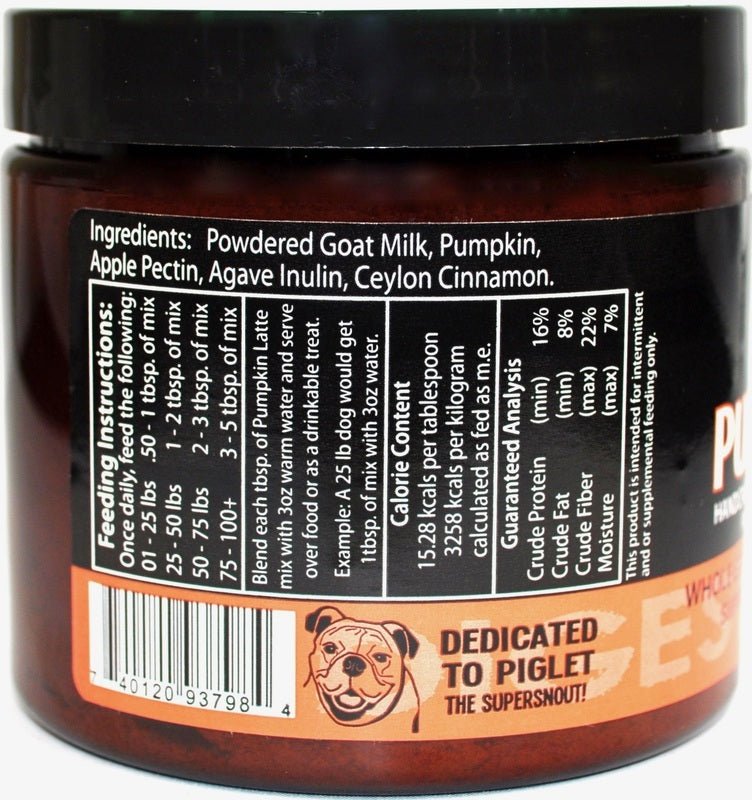 Ingredients: Powdered Goat Milk, Pumpkin,
Apple Pectin, Agave Inulin, Ceylon Cinnamon.
Feeding Instructions:
Once daily, feed the following:
01 - 25 lbs .50 - 1 tbsp. of mix
25 - 50 lbs 1 - 2 tbsp. of mix
50 - 75 lbs 2 - 3 tbsp. of mix
75 - 100+ 3 - 5 tbsp. of mix
Blend each tbsp. of Pumpkin Latte
mix with 3oz warm water and serve
over food or as a drinkable treat.
Example: A 25 lb dog would get
1tbsp. of mix with 3oz water.
Calorie Content
15.28 kcals per tablespoon
3258 kcals per kilogram
calculated as fed as m.e.
Guaranteed Analysis
Crude Protein (min) 16%
Crude Fat (min) 8%
Crude Fiber (max) 22%
Moisture (max) 7%
This product is intended for intermittent
and or supplemental feeding only.
7 40120 93798 4
DEDICATED
TO PIGLET
THE SUPERSNOUT!